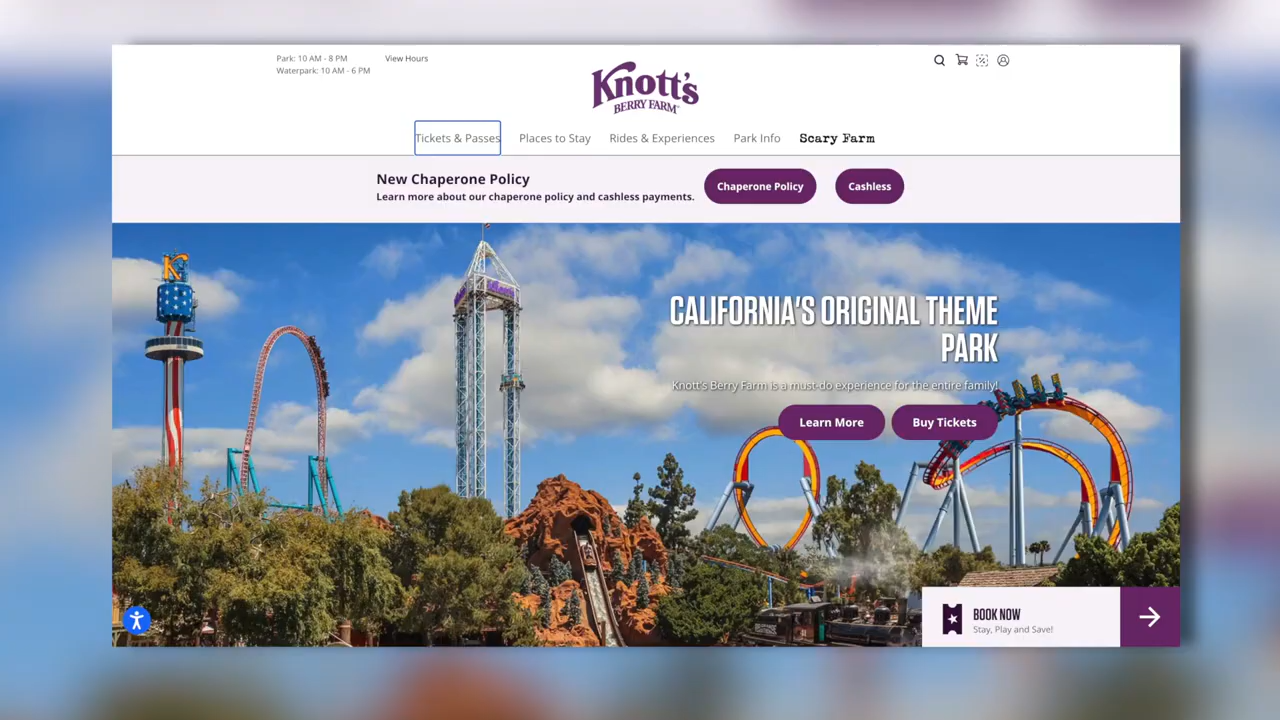 Park: 10 AM - 8 PM
Waterpark: 10 AM - 6 PM
View Hours
Knott's
BERRY FARM
Tickets & Passes
Places to Stay
Rides & Experiences
Park Info
Scary Farm
New Chaperone Policy
Learn more about our chaperone policy and cashless payments.
Chaperone Policy
Cashless
K
CALIFORNIA'S ORIGINAL THEME
PARK
Knott's Berry Farm is a must-do experience for the entire family!
Learn More
Buy Tickets
BOOK NOW
Stay, Play and Save!